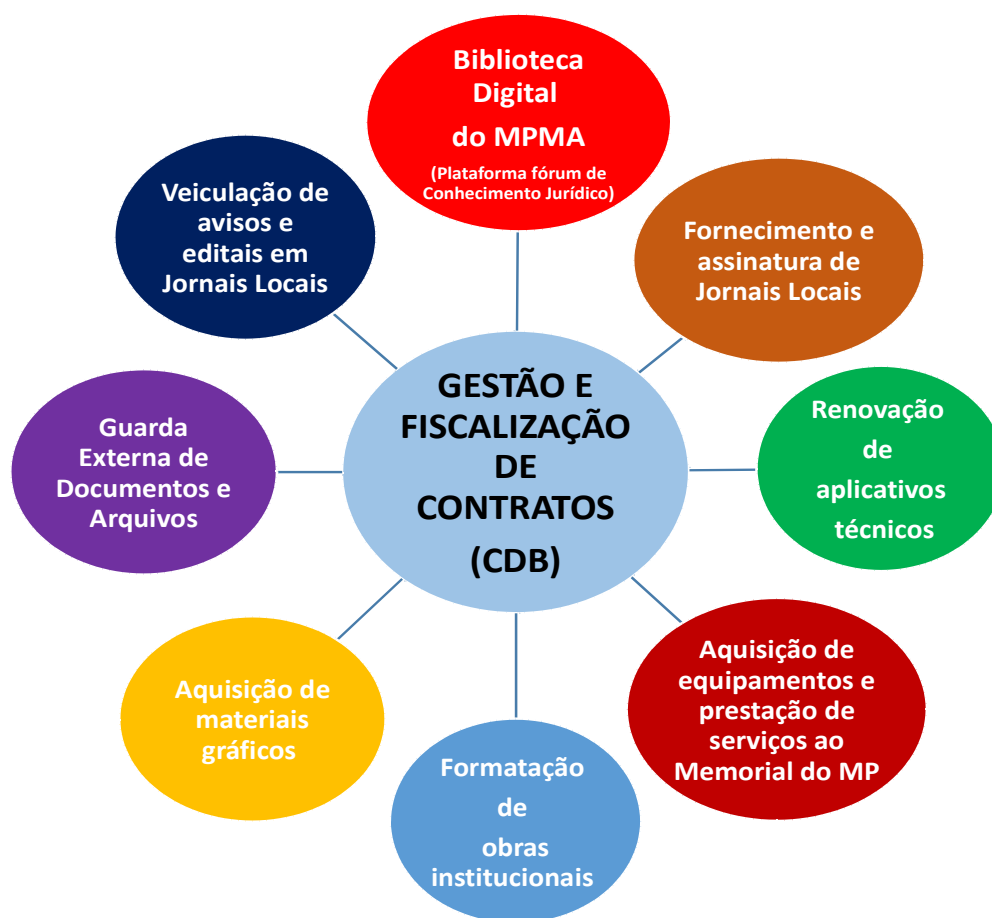 Biblioteca
Digital
do MPMA
(Plataforma fórum de
Conhecimento Jurídico)
Fornecimento e
assinatura de
Jornais Locais
Renovação
de
aplicativos
técnicos
Aquisição de
equipamentos e
prestação de
serviços ao
Memorial do MP
Formatação
de
obras
institucionais
Aquisição de
materiais
gráficos
Guarda
Externa de
Documentos e
Arquivos
Veiculação de
avisos e
editais em
Jornais Locais
GESTÃO E
FISCALIZAÇÃO
DE
CONTRATOS
(CDB)